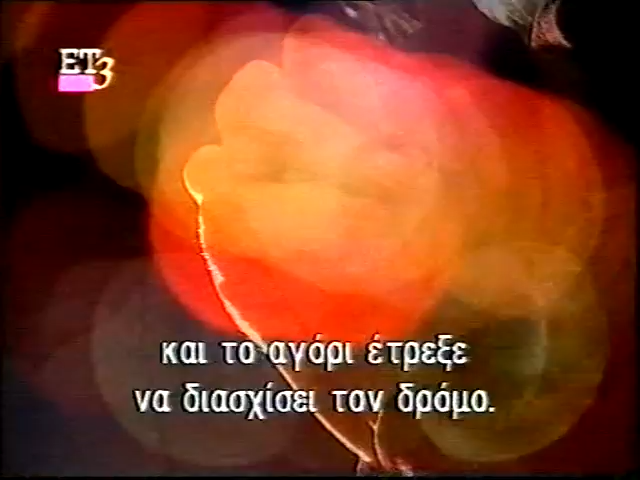 ET3
και το αγόρι έτρεξε
να διασχίσει τον δρόμο.